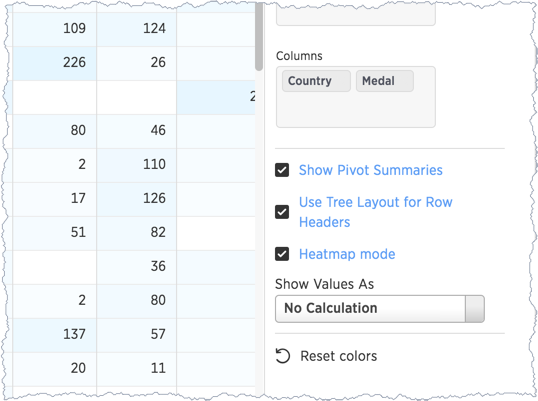 109 124
226 26
2
80 46
2 110
17 126
51 82
36
2 80
137 57
20 11
Columns
Country Medal
Show Pivot Summaries
Use Tree Layout for Row
Headers
Heatmap mode
Show Values As
No Calculation
Reset colors